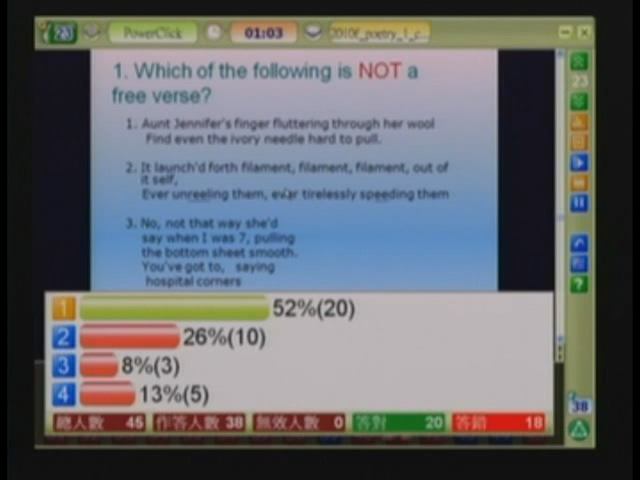 23
PowerClick
01:03
2010f_poetry_1_c...
1. Which of the following is NOT a
free verse?
1. Aunt Jennifer's finger fluttering through her wool
Find even the ivory needle hard to pull.
2. It launch'd forth filament, filament, filament, out of
it self,
Ever unreeling them, ever tirelessly speeding them
3. No, not that way she'd
say when I was 7, pulling
the bottom sheet smooth.
You've got to, saying
hospital corners
1 52%(20)
2 26%(10)
3 8%(3)
4 13%(5)
總人數 45 作答人數 38 無效人數 0 答對 20 答錯 18
23
?
38